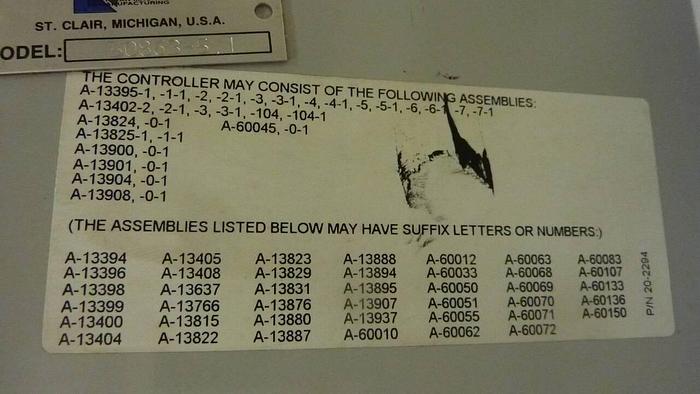 MANUFACTURING
ST. CLAIR, MICHIGAN, U.S.A.
ODEL:
THE CONTROLLER MAY CONSIST OF THE FOLLOWING ASSEMBLIES:
A-13395-1, -1-1, -2, -2-1, -3, -3-1, -4, -4-1, -5, -5-1, -6, -6-1, -7, -7-1
A-13402-2, -2-1, -3, -3-1, -104, -104-1
A-13824, -0-1 A-60045, -0-1
A-13825-1, -1-1
A-13900, -0-1
A-13901, -0-1
A-13904, -0-1
A-13908, -0-1
(THE ASSEMBLIES LISTED BELOW MAY HAVE SUFFIX LETTERS OR NUMBERS:)
A-13394 A-13405 A-13823 A-13888 A-60012 A-60063 A-60083
A-13396 A-13408 A-13829 A-13894 A-60033 A-60068 A-60107
A-13398 A-13637 A-13831 A-13895 A-60050 A-60069 A-60133
A-13399 A-13766 A-13876 A-13907 A-60051 A-60070 A-60136
A-13400 A-13815 A-13880 A-13937 A-60055 A-60071 A-60150
A-13404 A-13822 A-13887 A-60010 A-60062 A-60072
P/N 20-2294